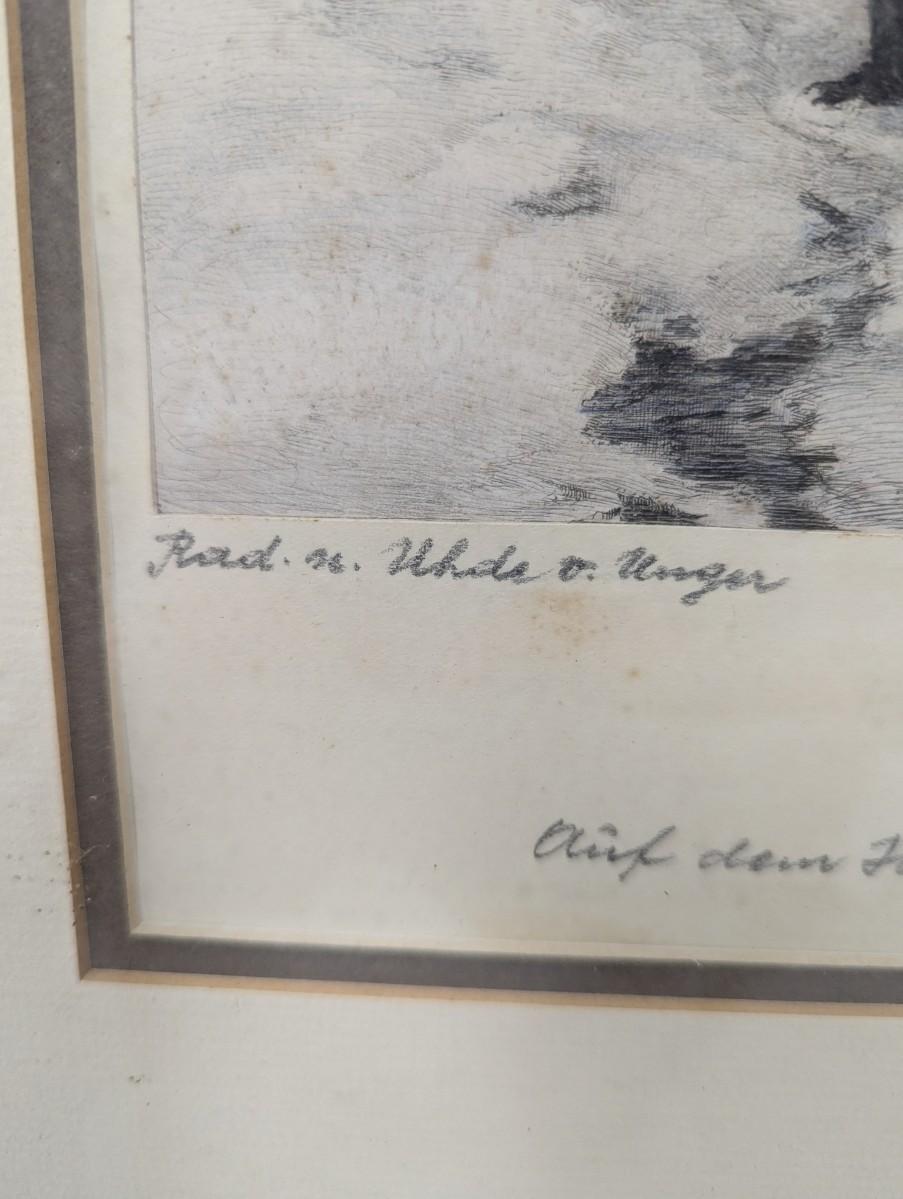 Rad. n. Uhde v. Unger
Auf dem